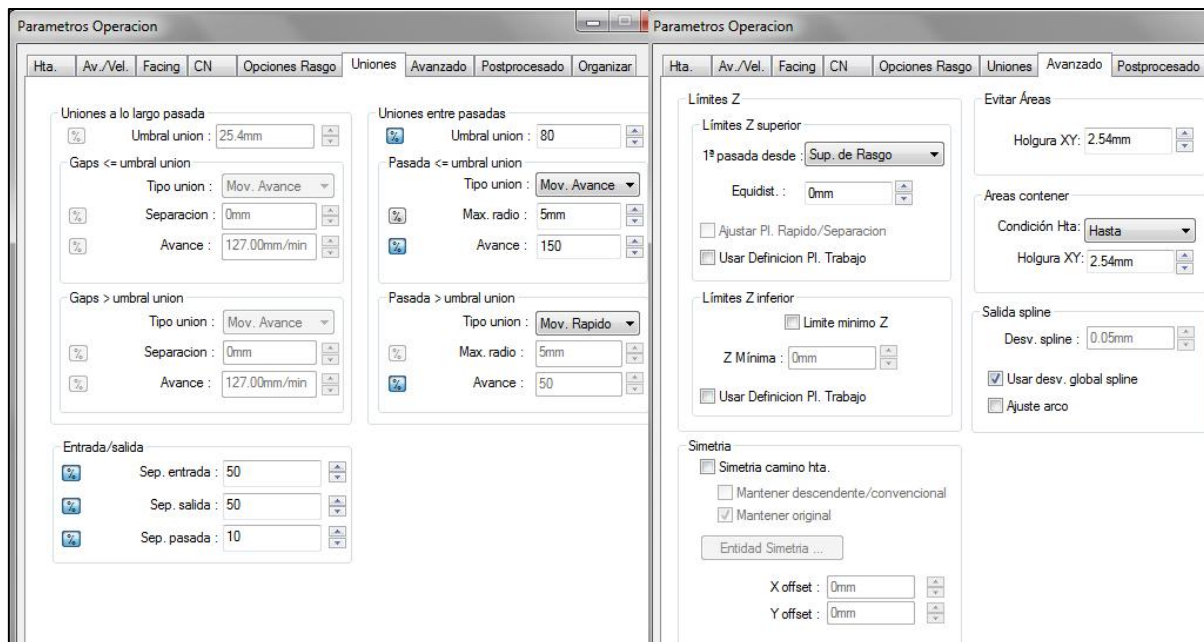 Parametros Operacion
Hta. Av./Vel. Facing CN Opciones Rasgo Uniones Avanzado Postprocesado Organizar
Uniones a lo largo pasada
% Umbral union : 25.4mm
Gaps <= umbral union
Tipo union : Mov. Avance
% Separacion : 0mm
% Avance : 127.00mm/min
Gaps > umbral union
Tipo union : Mov. Avance
% Separacion : 0mm
% Avance : 127.00mm/min
Entrada/salida
% Sep. entrada : 50
% Sep. salida : 50
% Sep. pasada : 10
Uniones entre pasadas
% Umbral union : 80
Pasada <= umbral union
Tipo union : Mov. Avance
% Max. radio : 5mm
% Avance : 150
Pasada > umbral union
Tipo union : Mov. Rapido
% Max. radio : 5mm
% Avance : 50
Parametros Operacion
Hta. Av./Vel. Facing CN Opciones Rasgo Uniones Avanzado Postprocesado
Límites Z
Límites Z superior
1ª pasada desde : Sup. de Rasgo
Equidist. : 0mm
Ajustar Pl. Rapido/Separacion
Usar Definicion Pl. Trabajo
Límites Z inferior
Limite minimo Z
Z Mínima : 0mm
Usar Definicion Pl. Trabajo
Simetria
Simetria camino hta.
Mantener descendente/convencional
Mantener original
Entidad Simetria ...
X offset : 0mm
Y offset : 0mm
Evitar Áreas
Holgura XY: 2.54mm
Areas contener
Condición Hta: Hasta
Holgura XY: 2.54mm
Salida spline
Desv. spline : 0.05mm
Usar desv. global spline
Ajuste arco